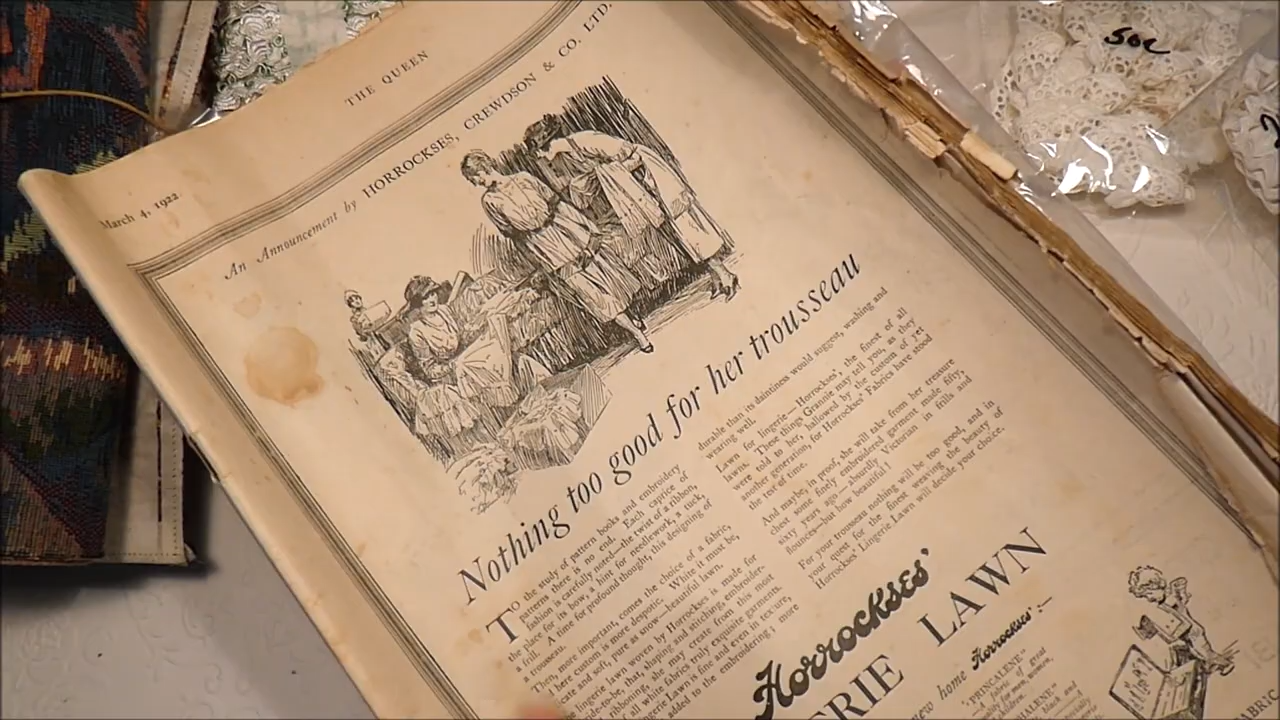 THE QUEEN
March 4, 1922
An Announcement by HORROCKSES, CREWDSON & CO. LTD.
Nothing too good for her trousseau
TO the study of pattern books and embroidery
patterns there is no end. Each caprice of
fashion is carefully noted—the twist of a ribbon,
the place for its bow, a hint for needlework, a tuck,
a frill. A time for profound thought, this designing of
trousseau.
Then, more important, comes the choice of a fabric,
here custom is more despotic. White it must be,
cate and soft, pure as snow—beautiful lawn.
lingerie lawn woven by Horrockses is made for
de-to-be, that, shaping and stitching embroider-
ribboning, she may create from this most
of all white fabrics truly exquisite garments.
Lawn is fine and even in texture,
added to the embroidering; more
durable than its daintiness would suggest, washing and
wearing well.
Lawn for lingerie—Horrockses', the finest of all
lawns. These things Grannie may tell you, as they
were told to her, hallowed by the custom of yet
another generation, for Horrockses' Fabrics have stood
the test of time.
And maybe, in proof, she will take from her treasure
chest some finely embroidered garment made fifty,
sixty years ago—absurdly Victorian in frills and
flounces—but how beautiful!
For your trousseau nothing will be too good, and in
your quest for the finest weaving, the beauty of
Horrockses' Lingerie Lawn will decide your choice.
Horrockses'
ERIE LAWN
new home Horrockses':—
"PRINCALENE"
50c